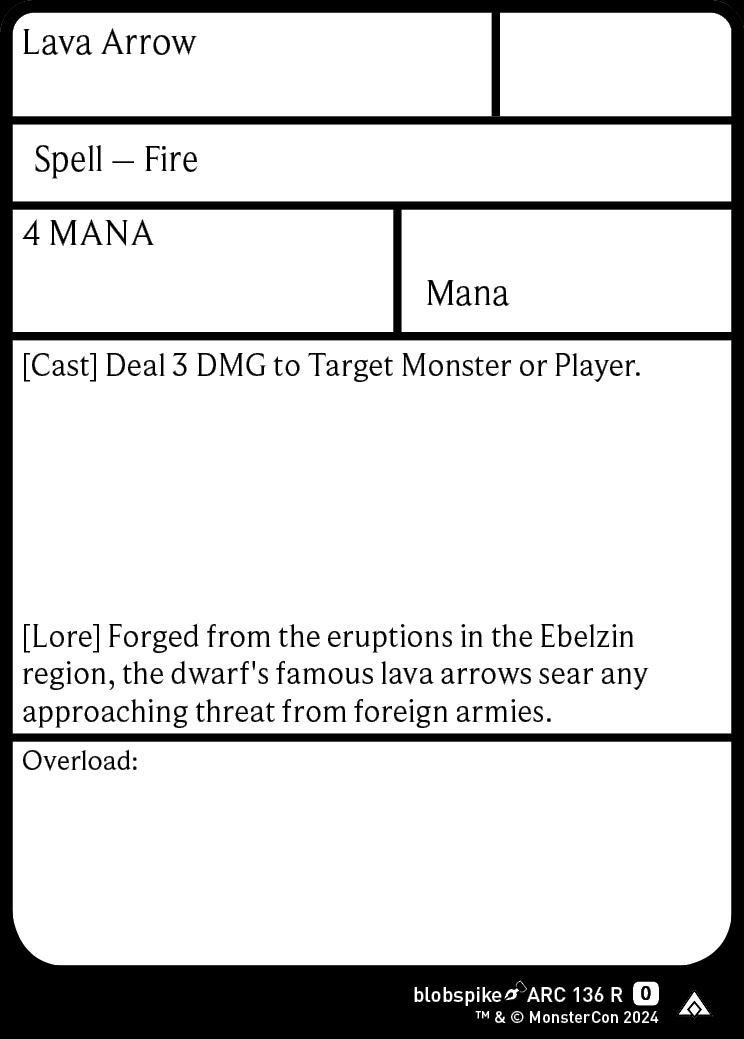 Lava Arrow
Spell – Fire
4 MANA
Mana
[Cast] Deal 3 DMG to Target Monster or Player.
[Lore] Forged from the eruptions in the Ebelzin
region, the dwarf's famous lava arrows sear any
approaching threat from foreign armies.
Overload:
blobspike ARC 136 R 0
™ & © MonsterCon 2024